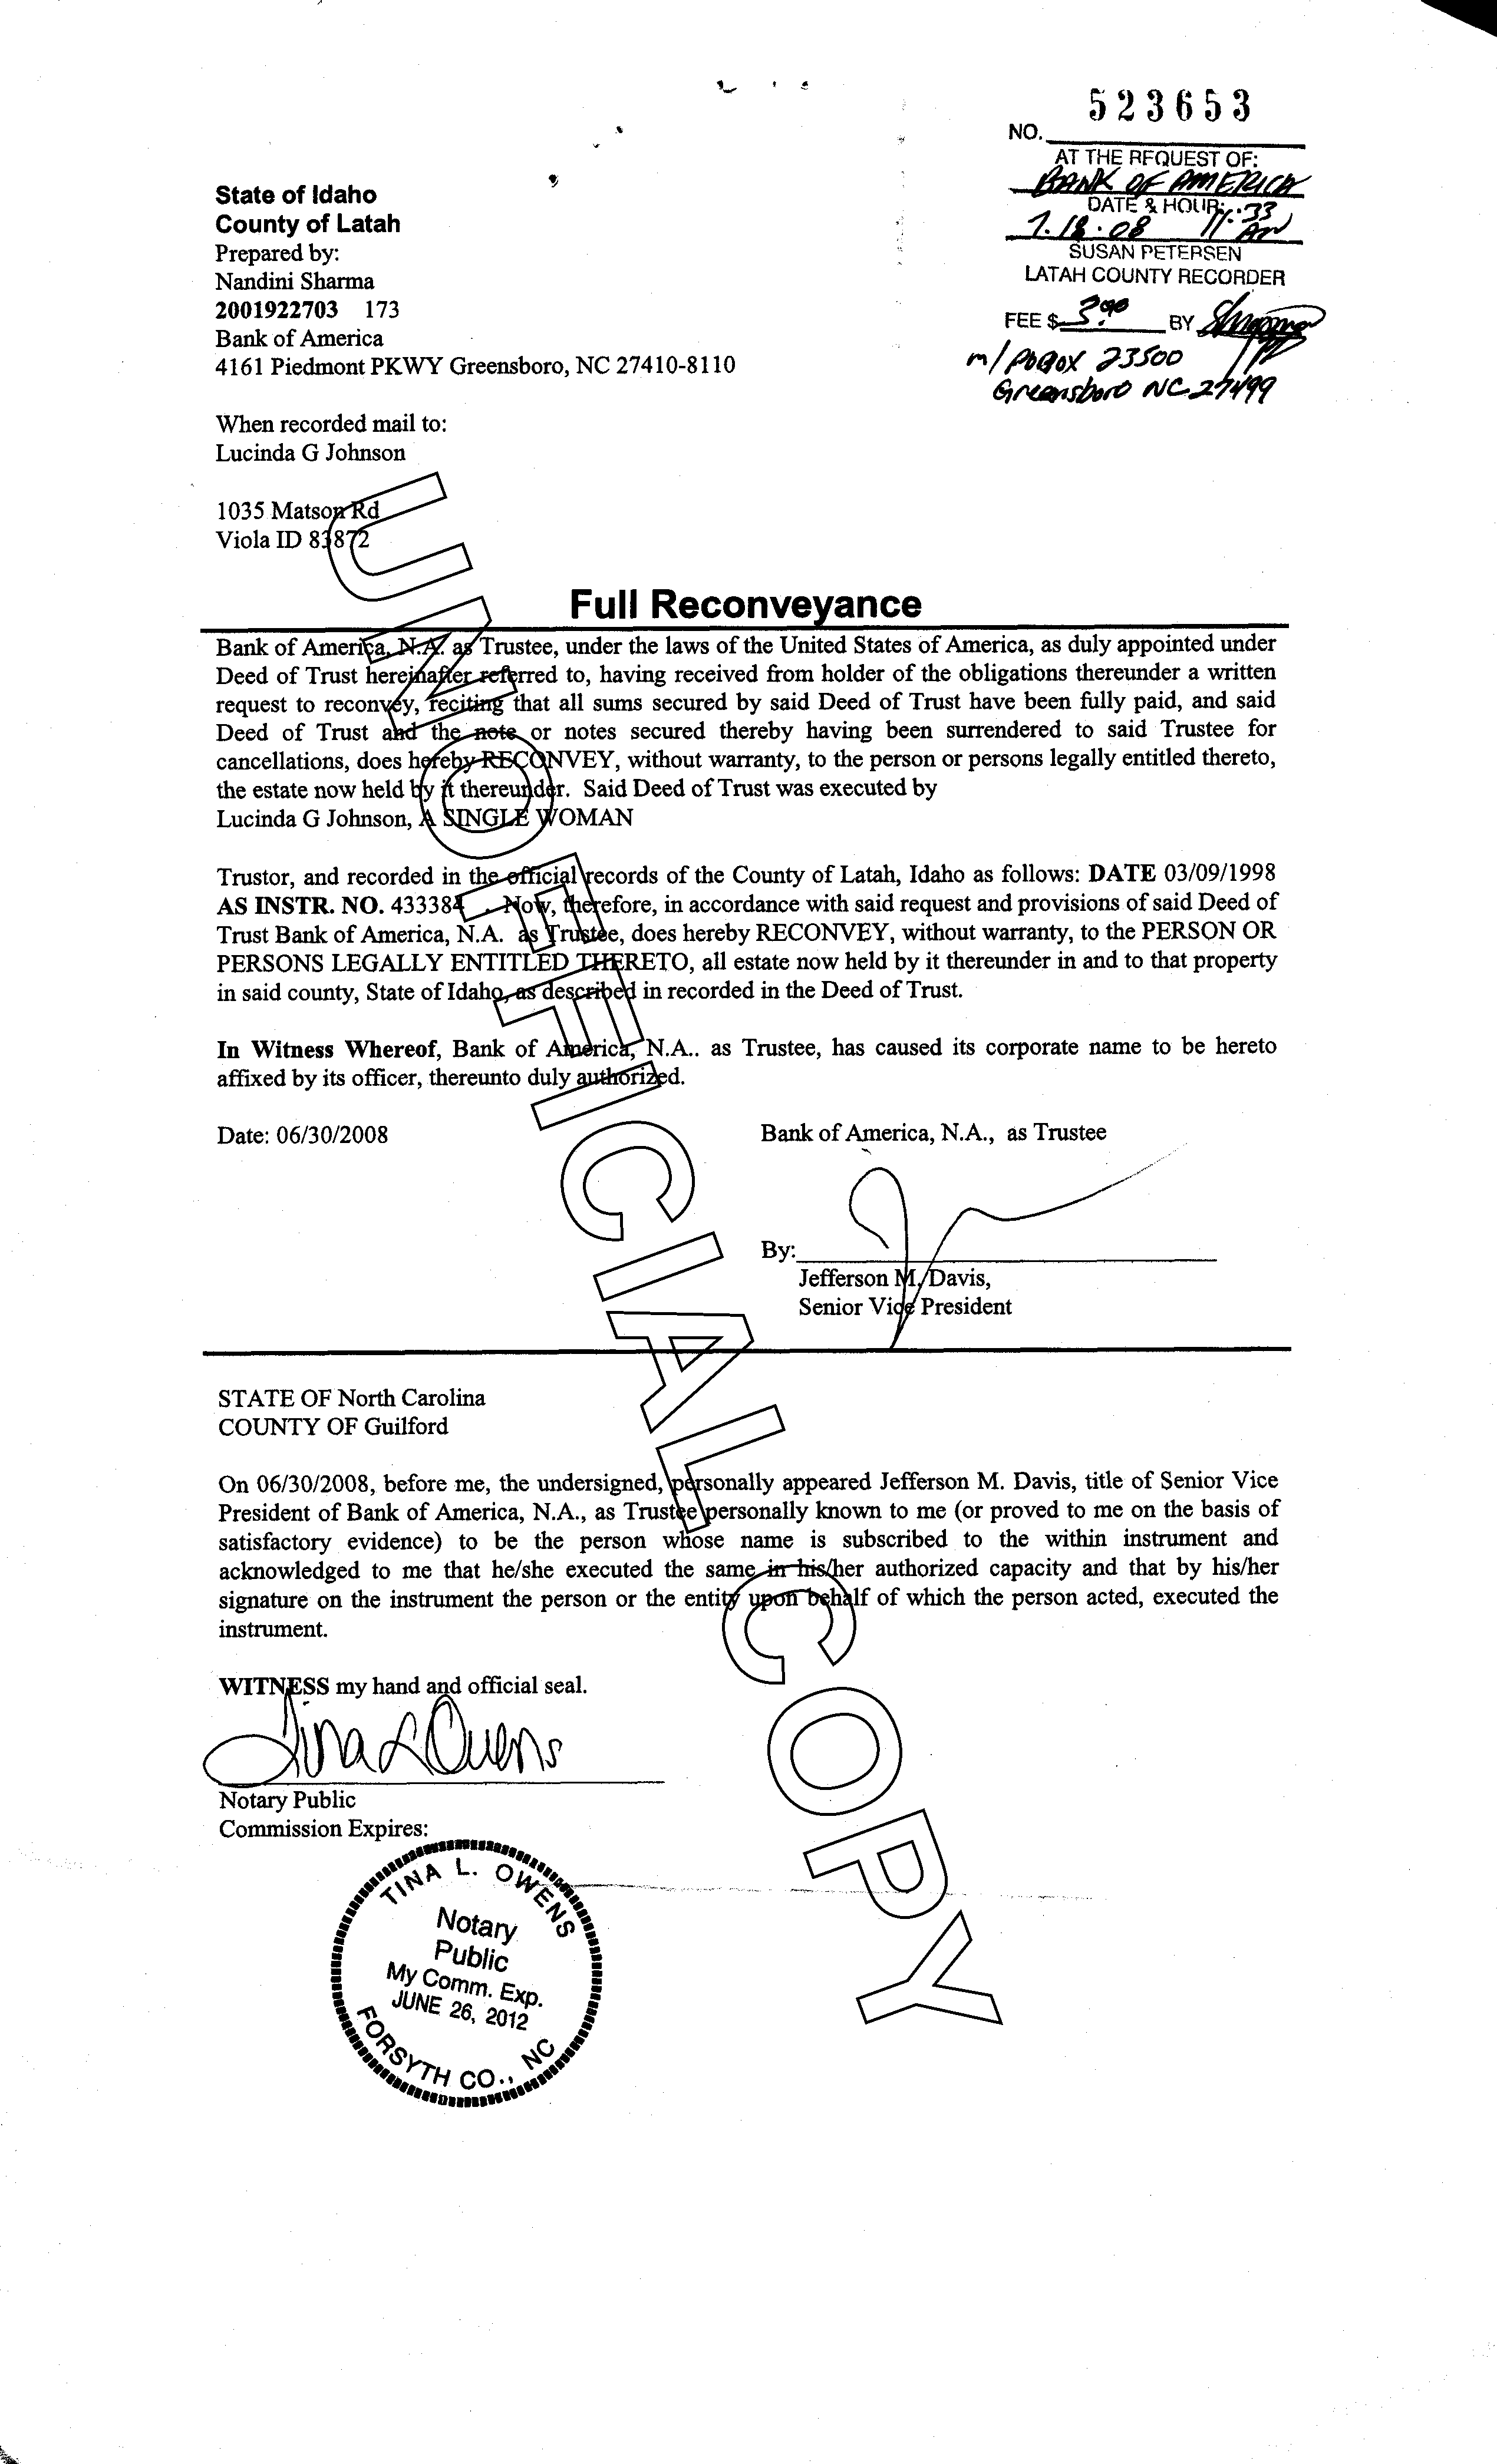 523653
NO.
AT THE REQUEST OF:
BANK OF AMERICA
DATE & HOUR: 11:33
7.18.08 AM
SUSAN PETERSEN
LATAH COUNTY RECORDER
FEE $ 3.00 BY
m/ PO BOX 23500
Greensboro NC 27499
State of Idaho
County of Latah
Prepared by:
Nandini Sharma
2001922703 173
Bank of America
4161 Piedmont PKWY Greensboro, NC 27410-8110
When recorded mail to:
Lucinda G Johnson
1035 Matson Rd
Viola ID 83872
Full Reconveyance
Bank of America, N.A. as Trustee, under the laws of the United States of America, as duly appointed under
Deed of Trust hereinafter referred to, having received from holder of the obligations thereunder a written
request to reconvey, reciting that all sums secured by said Deed of Trust have been fully paid, and said
Deed of Trust and the note or notes secured thereby having been surrendered to said Trustee for
cancellations, does hereby RECONVEY, without warranty, to the person or persons legally entitled thereto,
the estate now held by it thereunder. Said Deed of Trust was executed by
Lucinda G Johnson, A SINGLE WOMAN
Trustor, and recorded in the official records of the County of Latah, Idaho as follows: DATE 03/09/1998
AS INSTR. NO. 433384 . Now, therefore, in accordance with said request and provisions of said Deed of
Trust Bank of America, N.A. as Trustee, does hereby RECONVEY, without warranty, to the PERSON OR
PERSONS LEGALLY ENTITLED THERETO, all estate now held by it thereunder in and to that property
in said county, State of Idaho, as described in recorded in the Deed of Trust.
In Witness Whereof, Bank of America, N.A.. as Trustee, has caused its corporate name to be hereto
affixed by its officer, thereunto duly authorized.
Date: 06/30/2008 Bank of America, N.A., as Trustee
By:
Jefferson M. Davis,
Senior Vice President
STATE OF North Carolina
COUNTY OF Guilford
On 06/30/2008, before me, the undersigned, personally appeared Jefferson M. Davis, title of Senior Vice
President of Bank of America, N.A., as Trustee personally known to me (or proved to me on the basis of
satisfactory evidence) to be the person whose name is subscribed to the within instrument and
acknowledged to me that he/she executed the same in his/her authorized capacity and that by his/her
signature on the instrument the person or the entity upon behalf of which the person acted, executed the
instrument.
WITNESS my hand and official seal.
Tina L Owens
Notary Public
Commission Expires:
TINA L. OWENS
Notary
Public
My Comm. Exp.
JUNE 26, 2012
FORSYTH CO., NC
UNOFFICIAL COPY